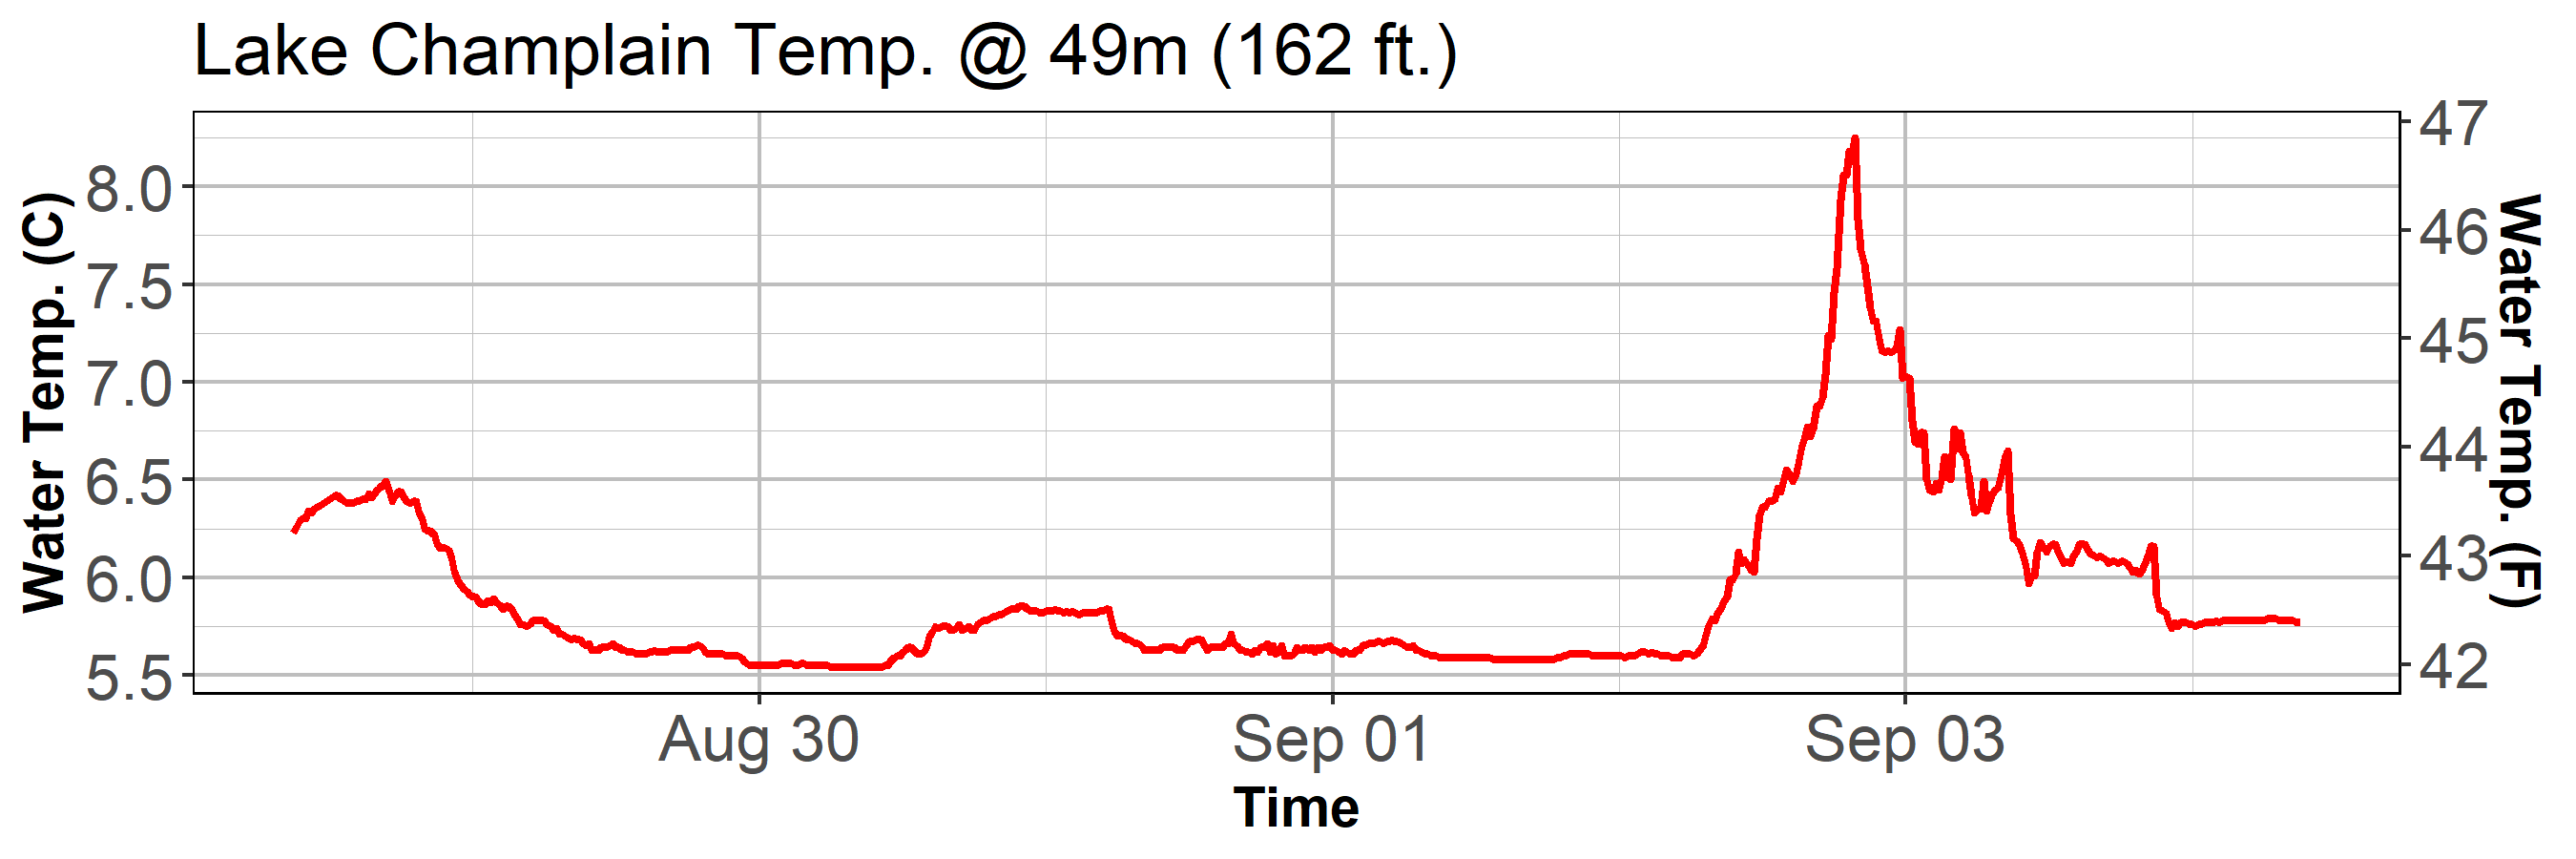 Lake Champlain Temp. @ 49m (162 ft.)
Water Temp. (C)
8.0
7.5
7.0
6.5
6.0
5.5
47
46
45
44
43
42
Water Temp. (F)
Aug 30
Sep 01
Sep 03
Time